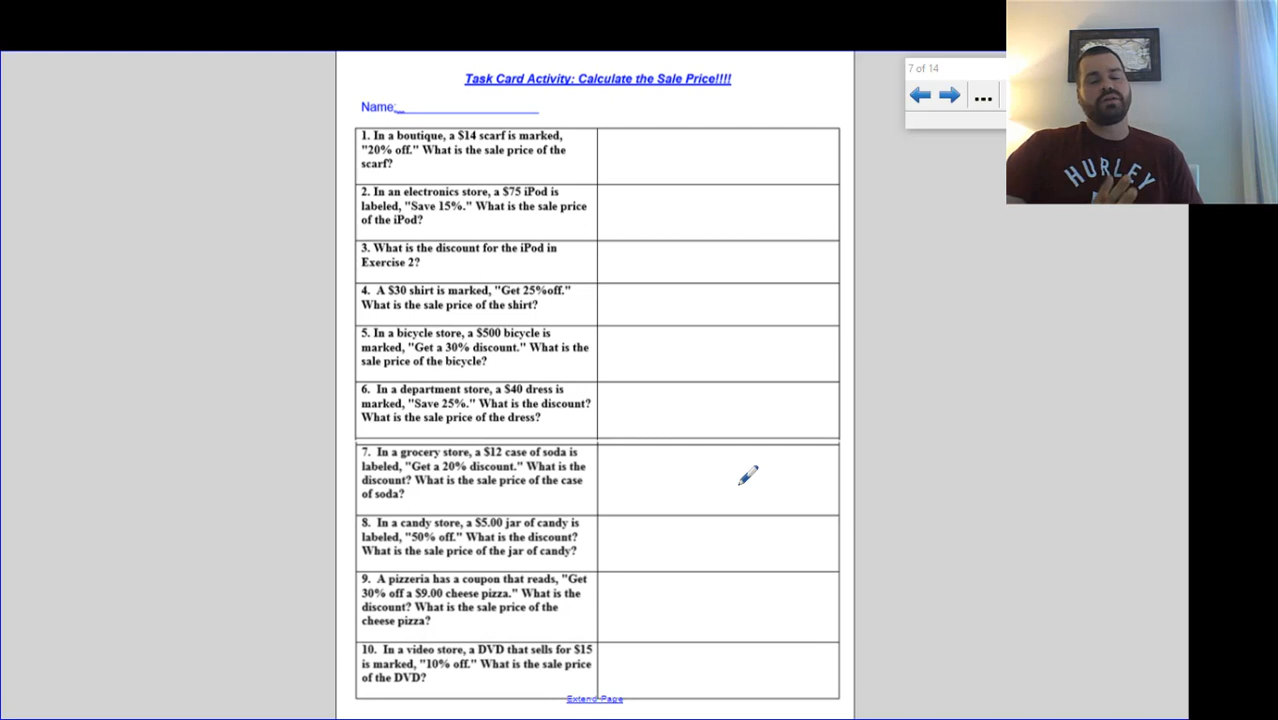 Task Card Activity: Calculate the Sale Price!!!!
7 of 14
Name:
1. In a boutique, a $14 scarf is marked,
"20% off." What is the sale price of the
scarf?
2. In an electronics store, a $75 iPod is
labeled, "Save 15%." What is the sale price
of the iPod?
3. What is the discount for the iPod in
Exercise 2?
4. A $30 shirt is marked, "Get 25%off."
What is the sale price of the shirt?
5. In a bicycle store, a $500 bicycle is
marked, "Get a 30% discount." What is the
sale price of the bicycle?
6. In a department store, a $40 dress is
marked, "Save 25%." What is the discount?
What is the sale price of the dress?
7. In a grocery store, a $12 case of soda is
labeled, "Get a 20% discount." What is the
discount? What is the sale price of the case
of soda?
8. In a candy store, a $5.00 jar of candy is
labeled, "50% off." What is the discount?
What is the sale price of the jar of candy?
9. A pizzeria has a coupon that reads, "Get
30% off a $9.00 cheese pizza." What is the
discount? What is the sale price of the
cheese pizza?
10. In a video store, a DVD that sells for $15
is marked, "10% off." What is the sale price
of the DVD?
Extend Page
HURLEY